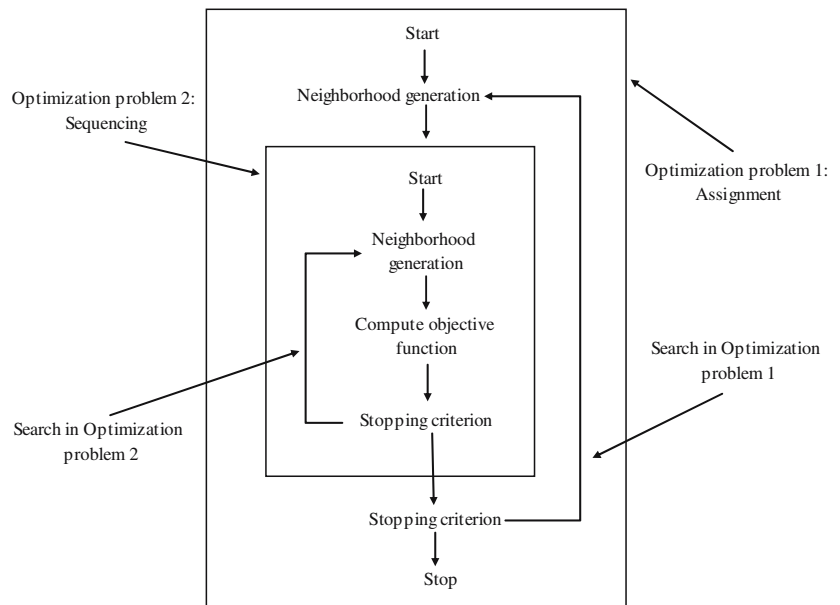 Start
Neighborhood generation
Optimization problem 2:
Sequencing
Optimization problem 1:
Assignment
Start
Neighborhood
generation
Compute objective
function
Search in Optimization
problem 1
Stopping criterion
Search in Optimization
problem 2
Stopping criterion
Stop